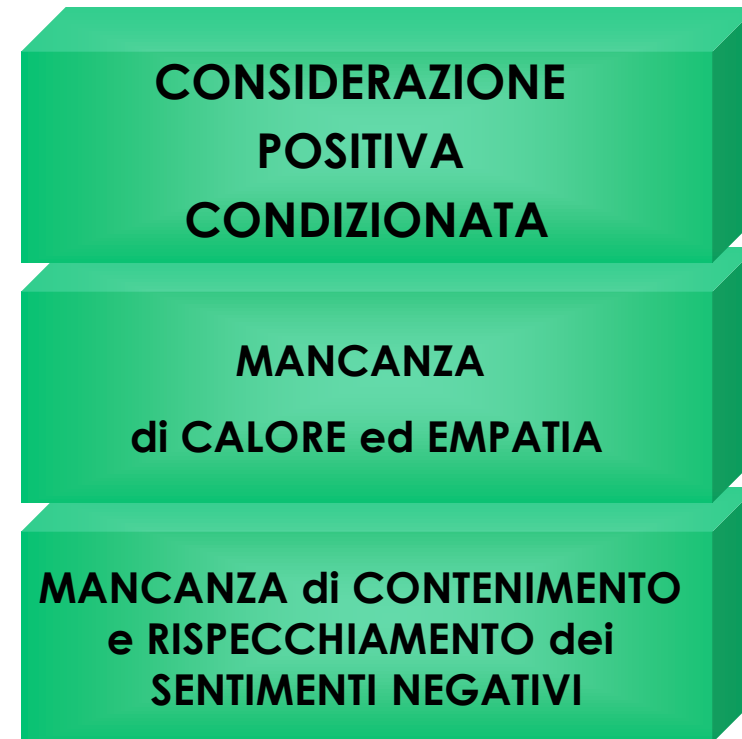 CONSIDERAZIONE
POSITIVA
CONDIZIONATA
MANCANZA
di CALORE ed EMPATIA
MANCANZA di CONTENIMENTO
e RISPECCHIAMENTO dei
SENTIMENTI NEGATIVI